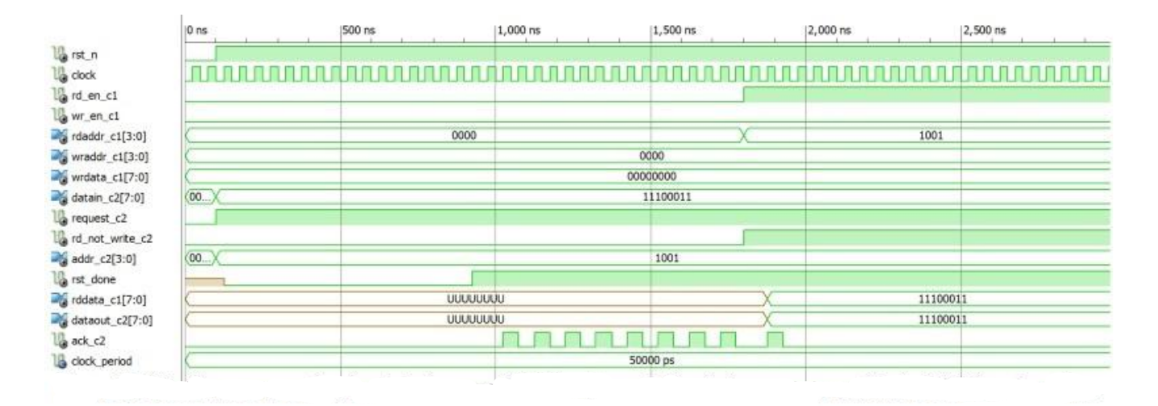 0 ns 500 ns 1,000 ns 1,500 ns 2,000 ns 2,500 ns
rst_n
clock
rd_en_c1
wr_en_c1
rdaddr_c1[3:0] 0000 1001
wraddr_c1[3:0] 0000
wrdata_c1[7:0] 00000000
datain_c2[7:0] 00... 11100011
request_c2
rd_not_write_c2
addr_c2[3:0] 00... 1001
rst_done
rddata_c1[7:0] UUUUUUUU 11100011
dataout_c2[7:0] UUUUUUUU 11100011
ack_c2
clock_period 50000 ps